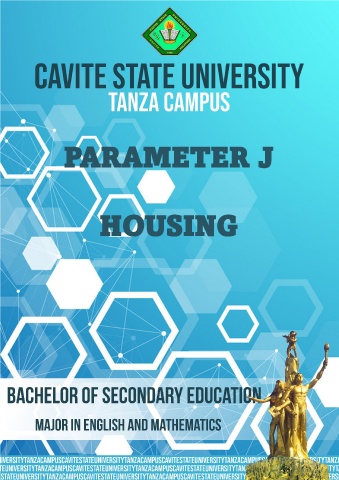 CAVITE STATE UNIVERSITY
TANZA CAMPUS
PARAMETER J
HOUSING
BACHELOR OF SECONDARY EDUCATION
MAJOR IN ENGLISH AND MATHEMATICS